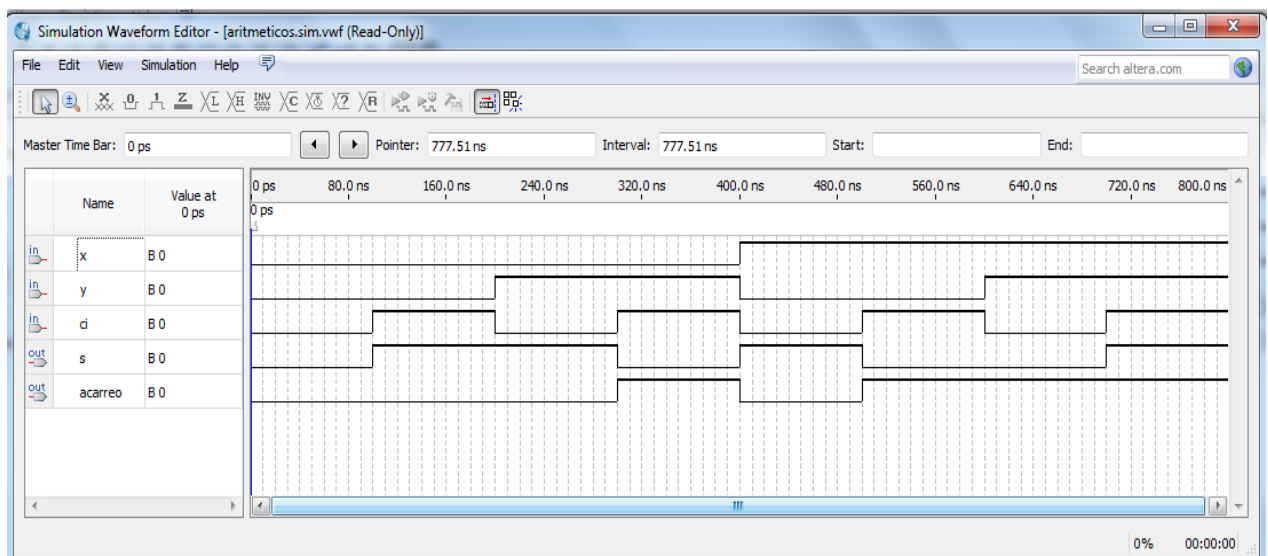 Simulation Waveform Editor - [aritmeticos.sim.vwf (Read-Only)]
File Edit View Simulation Help
Search altera.com
Master Time Bar: 0 ps Pointer: 777.51 ns Interval: 777.51 ns Start: End:
Name Value at 0 ps
0 ps 80.0 ns 160.0 ns 240.0 ns 320.0 ns 400.0 ns 480.0 ns 560.0 ns 640.0 ns 720.0 ns 800.0 ns
0 ps
in x B 0
in y B 0
in ci B 0
out s B 0
out acarreo B 0
0% 00:00:00